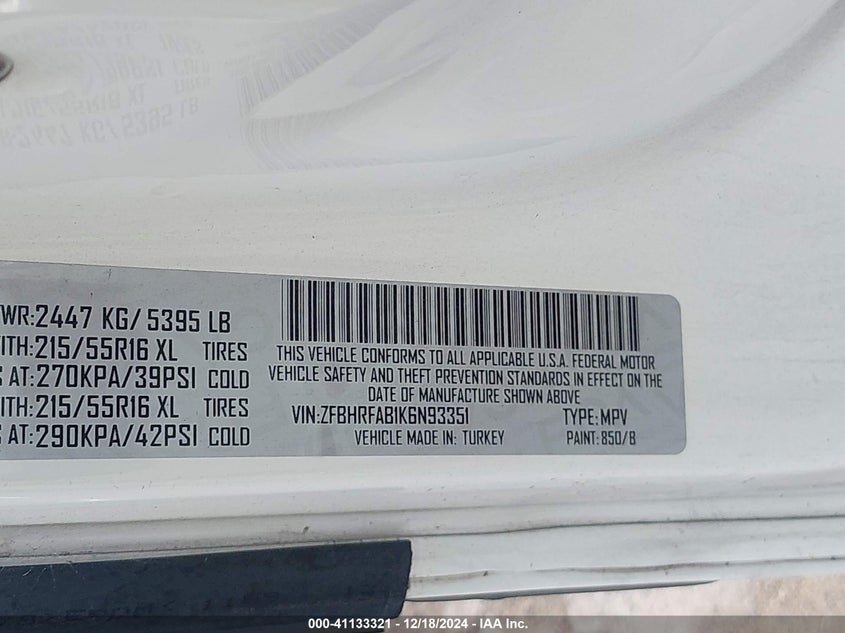 WR:2447 KG/ 5395 LB
ITH:215/55R16 XL TIRES
S AT:270KPA/39PSI COLD
ITH:215/55R16 XL TIRES
S AT:290KPA/42PSI COLD
THIS VEHICLE CONFORMS TO ALL APPLICABLE U.S.A. FEDERAL MOTOR
VEHICLE SAFETY AND THEFT PREVENTION STANDARDS IN EFFECT ON THE
DATE OF MANUFACTURE SHOWN ABOVE
VIN:ZFBHRFAB1K6N93351 TYPE:MPV
VEHICLE MADE IN: TURKEY PAINT: 850/B
000-41133321 - 12/18/2024 - IAA Inc.